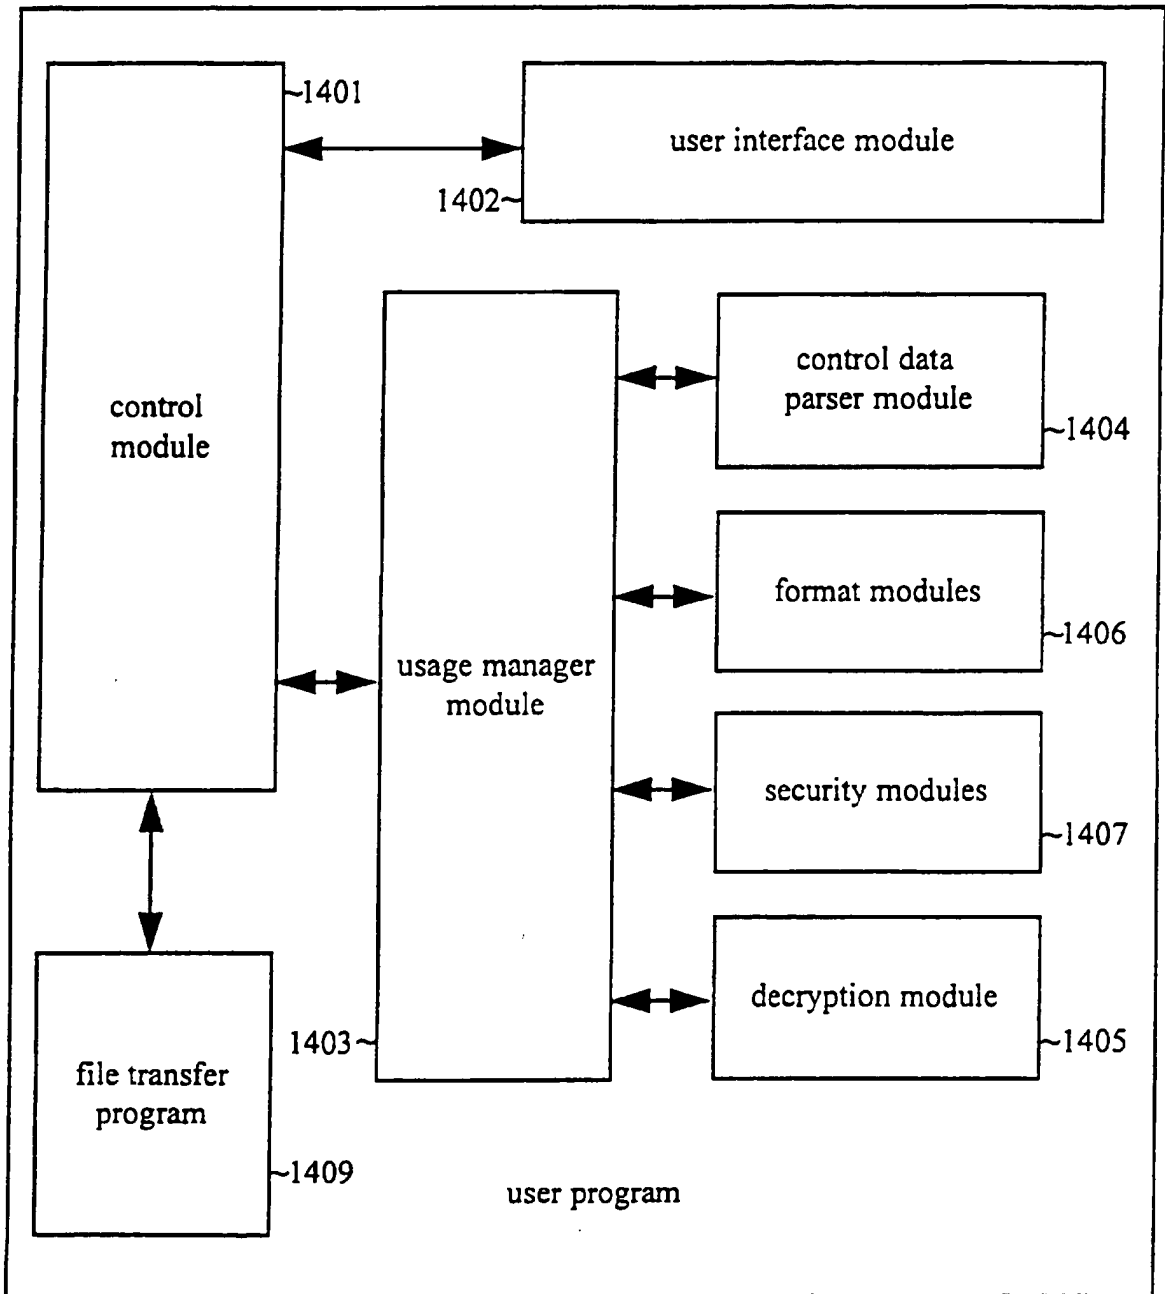 ~1401
user interface module
1402~
control data
parser module
~1404
control
module
format modules
~1406
usage manager
module
security modules
~1407
decryption module
1403~
~1405
file transfer
program
~1409
user program